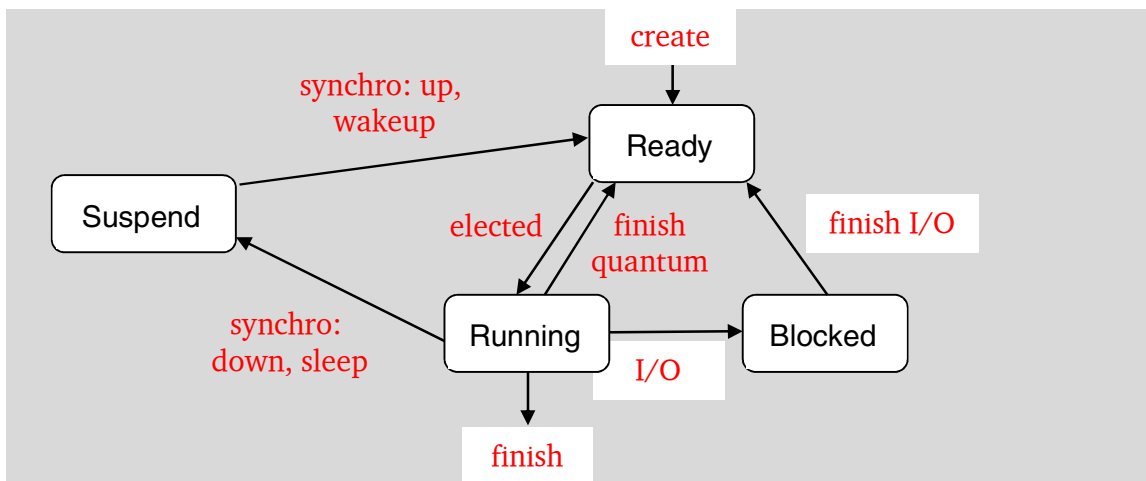 create
synchro: up,
wakeup
Ready
Suspend
elected
finish
quantum
finish I/O
synchro:
down, sleep
Running
Blocked
I/O
finish